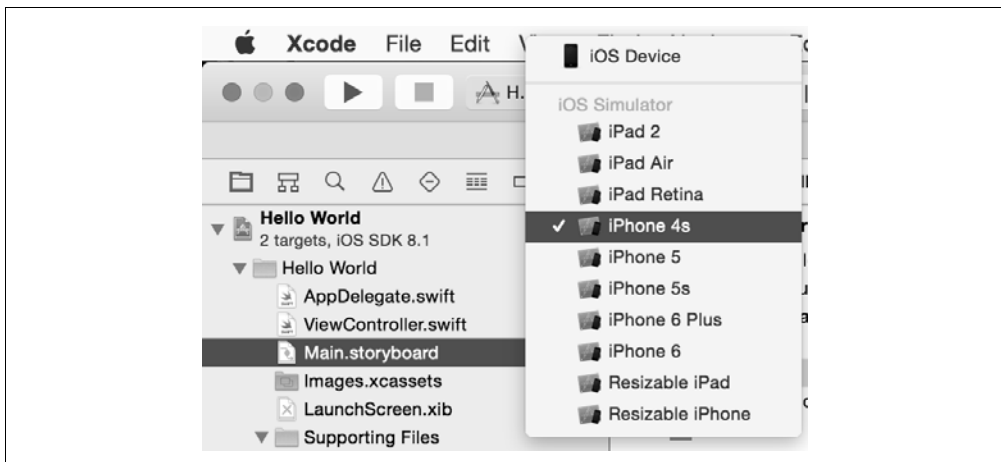 Xcode File Edit
H.
iOS Device
iOS Simulator
iPad 2
iPad Air
iPad Retina
✓ iPhone 4s
iPhone 5
iPhone 5s
iPhone 6 Plus
iPhone 6
Resizable iPad
Resizable iPhone
Hello World
2 targets, iOS SDK 8.1
Hello World
AppDelegate.swift
ViewController.swift
Main.storyboard
Images.xcassets
LaunchScreen.xib
Supporting Files